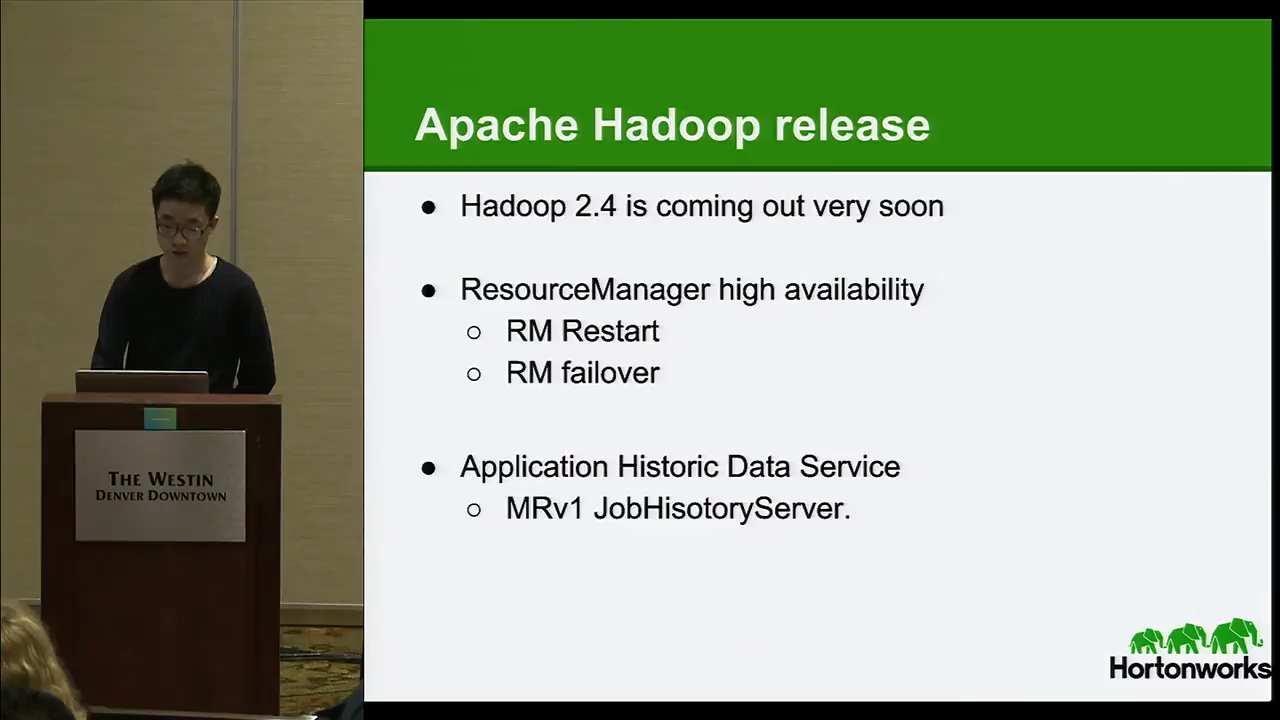 Apache Hadoop release
● Hadoop 2.4 is coming out very soon
● ResourceManager high availability
○ RM Restart
○ RM failover
● Application Historic Data Service
○ MRv1 JobHisotoryServer.
Hortonworks
THE WESTIN
DENVER DOWNTOWN